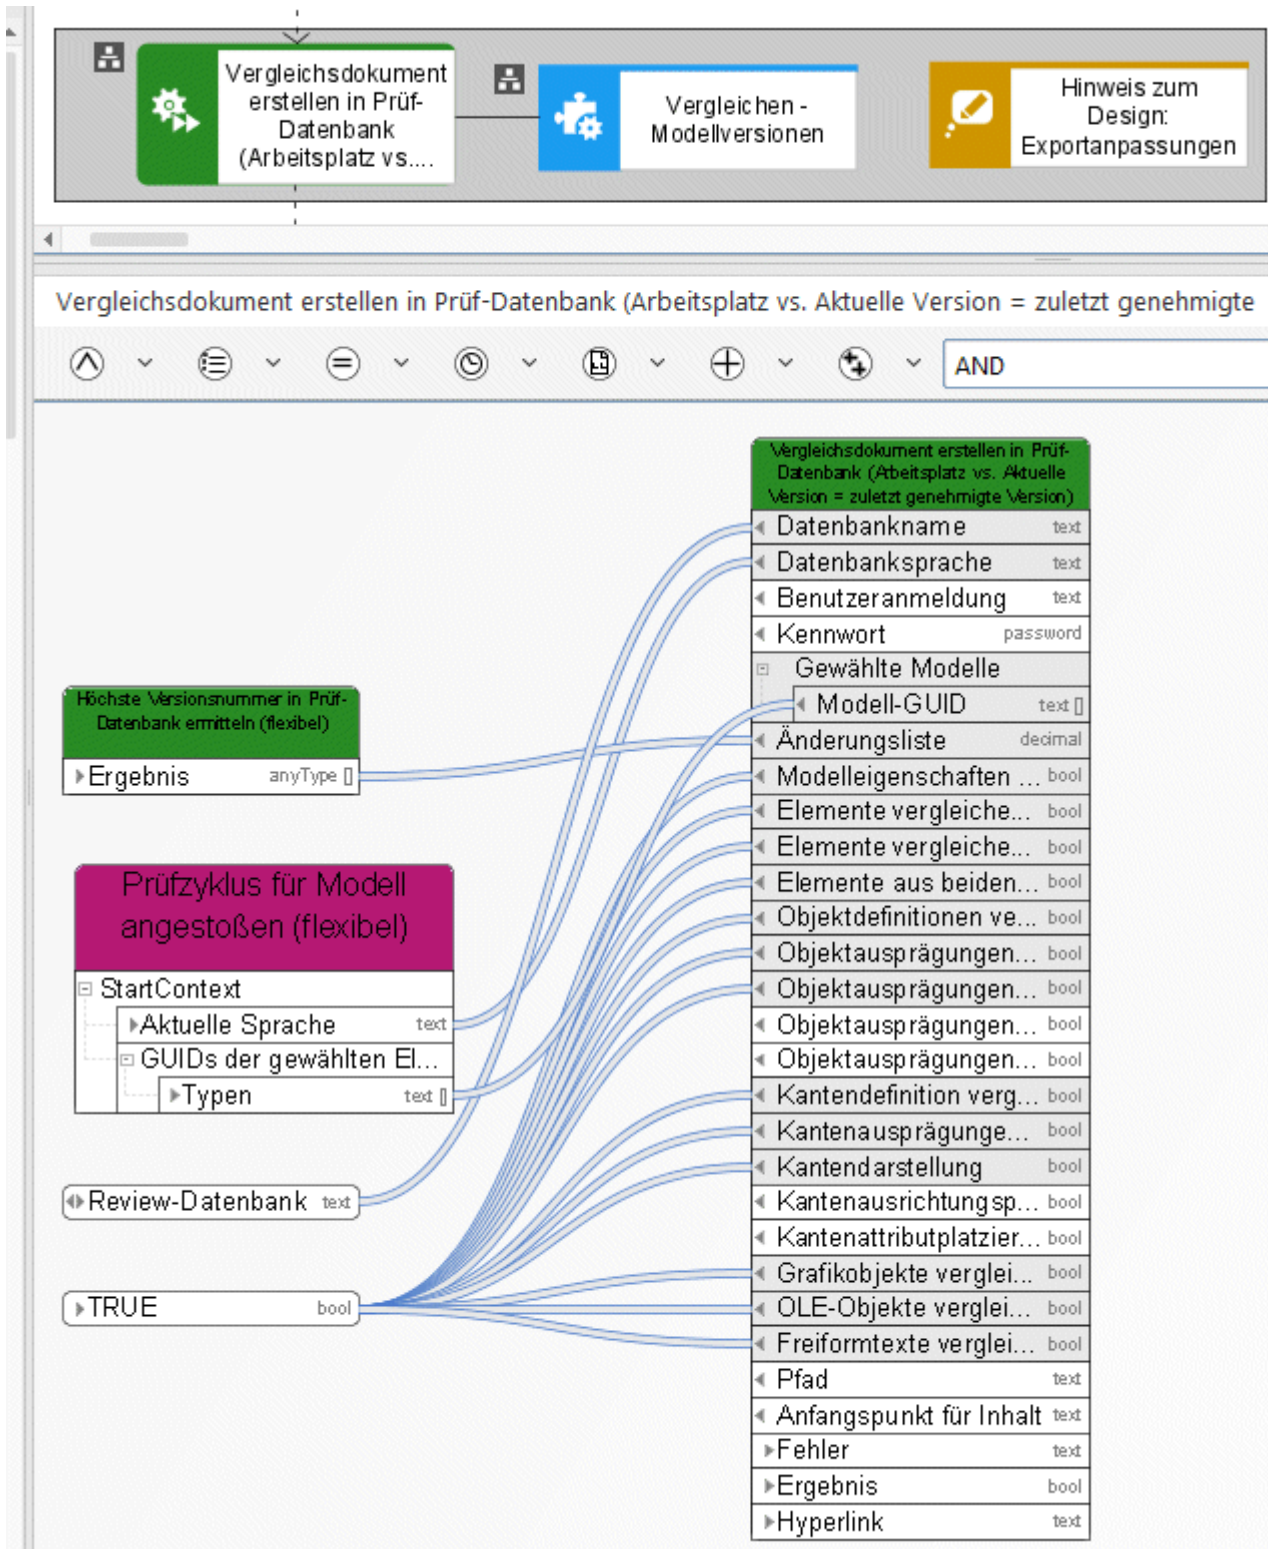 Vergleichsdokument
erstellen in Prüf-
Datenbank
(Arbeitsplatz vs....
Vergleichen -
Modellversionen
Hinweis zum
Design:
Exportanpassungen
Vergleichsdokument erstellen in Prüf-Datenbank (Arbeitsplatz vs. Aktuelle Version = zuletzt genehmigte
AND
Vergleichsdokument erstellen in Prüf-
Datenbank (Arbeitsplatz vs. Aktuelle
Version = zuletzt genehmigte Version)
Datenbankname text
Datenbanksprache text
Benutzeranmeldung text
Kennwort password
Gewählte Modelle
Modell-GUID text []
Änderungsliste decimal
Modelleigenschaften ... bool
Elemente vergleiche... bool
Elemente vergleiche... bool
Elemente aus beiden... bool
Objektdefinitionen ve... bool
Objektausprägungen... bool
Objektausprägungen... bool
Objektausprägungen... bool
Objektausprägungen... bool
Kantendefinition verg... bool
Kantenausprägunge... bool
Kantendarstellung bool
Kantenausrichtungsp... bool
Kantenattributplatzier... bool
Grafikobjekte verglei... bool
OLE-Objekte verglei... bool
Freiformtexte verglei... bool
Pfad text
Anfangspunkt für Inhalt text
Fehler text
Ergebnis bool
Hyperlink text
Höchste Versionsnummer in Prüf-
Datenbank ermitteln (flexibel)
Ergebnis anyType []
Prüfzyklus für Modell
angestoßen (flexibel)
StartContext
Aktuelle Sprache text
GUIDs der gewählten El...
Typen text []
Review-Datenbank text
TRUE bool